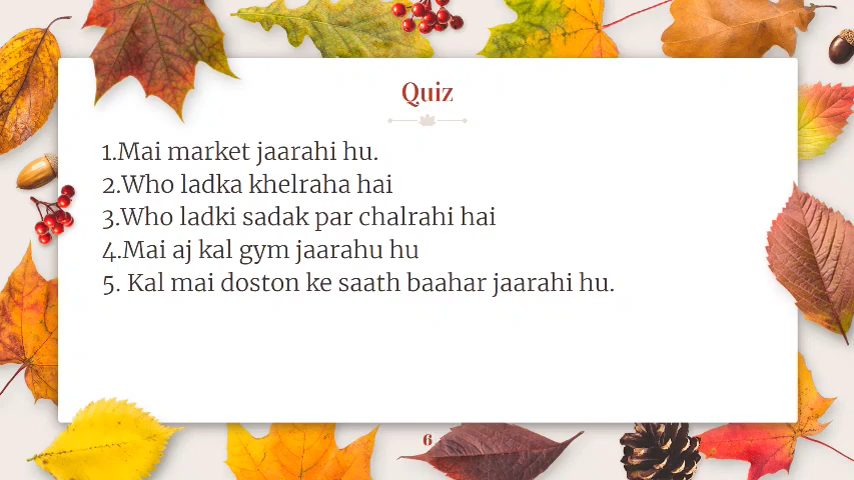 Quiz
1.Mai market jaarahi hu.
2.Who ladka khelraha hai
3.Who ladki sadak par chalrahi hai
4.Mai aj kal gym jaarahu hu
5. Kal mai doston ke saath baahar jaarahi hu.
6